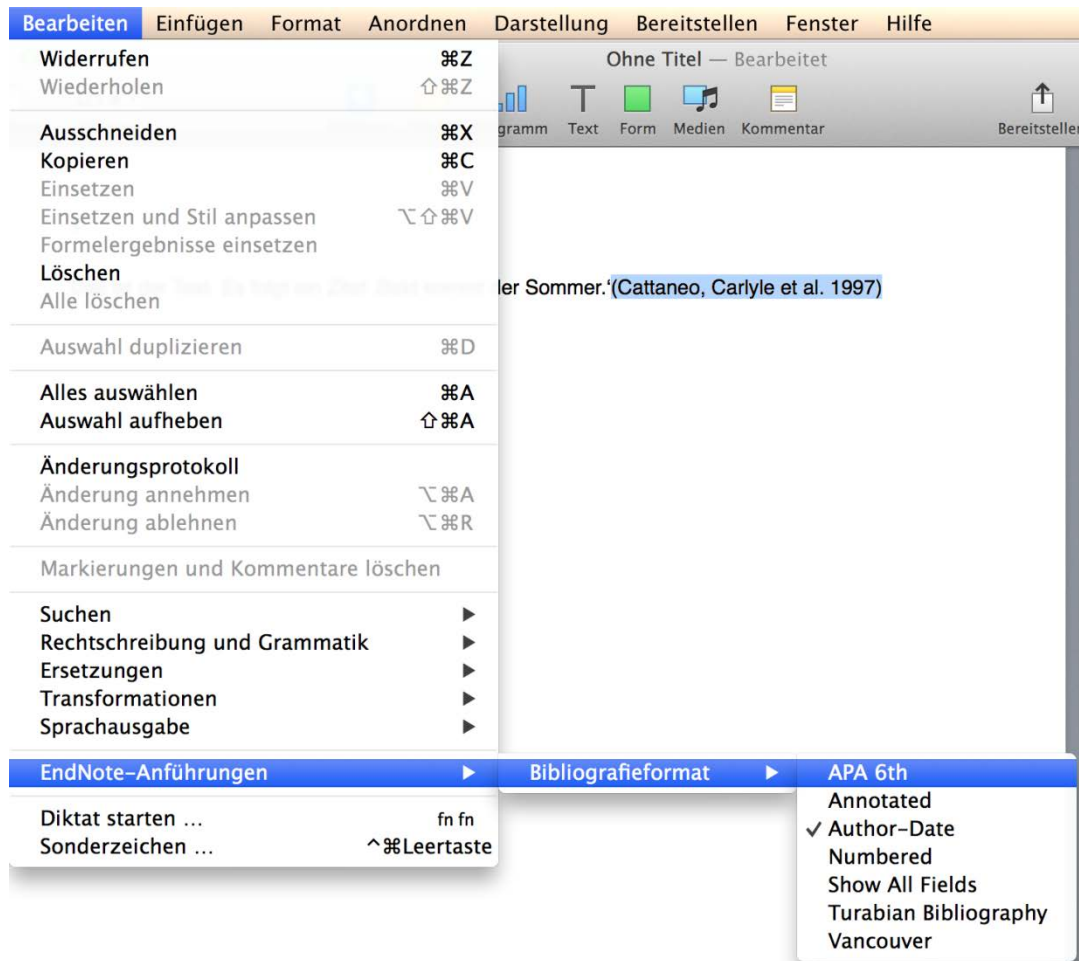 Bearbeiten Einfügen Format Anordnen Darstellung Bereitstellen Fenster Hilfe
Ohne Titel — Bearbeitet
gramm Text Form Medien Kommentar Bereitsteller
Widerrufen ⌘Z
Wiederholen ⇧⌘Z
Ausschneiden ⌘X
Kopieren ⌘C
Einsetzen ⌘V
Einsetzen und Stil anpassen ⌥⇧⌘V
Formelergebnisse einsetzen
Löschen
Alle löschen
der Sommer.‘(Cattaneo, Carlyle et al. 1997)
Auswahl duplizieren ⌘D
Alles auswählen ⌘A
Auswahl aufheben ⇧⌘A
Änderungsprotokoll
Änderung annehmen ⌥⌘A
Änderung ablehnen ⌥⌘R
Markierungen und Kommentare löschen
Suchen ▶
Rechtschreibung und Grammatik ▶
Ersetzungen ▶
Transformationen ▶
Sprachausgabe ▶
EndNote-Anführungen ▶ Bibliografieformat ▶ APA 6th
Annotated
✓ Author-Date
Numbered
Show All Fields
Turabian Bibliography
Vancouver
Diktat starten … fn fn
Sonderzeichen … ^⌘Leertaste